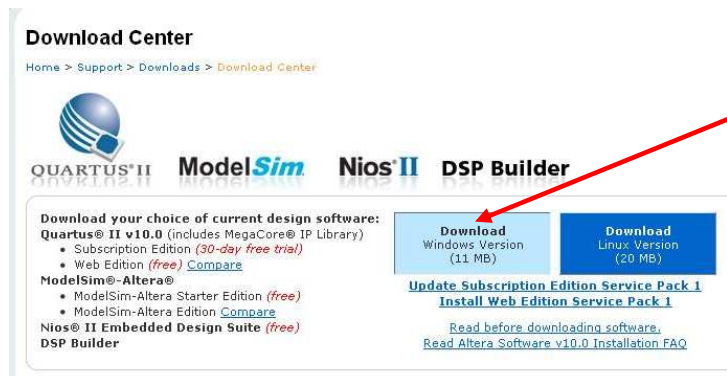 Download Center
Home > Support > Downloads > Download Center
QUARTUS® II ModelSim Nios® II DSP Builder
Download your choice of current design software:
Quartus® II v10.0 (includes MegaCore® IP Library)
• Subscription Edition (30-day free trial)
• Web Edition (free) Compare
ModelSim®-Altera®
• ModelSim-Altera Starter Edition (free)
• ModelSim-Altera Edition Compare
Nios® II Embedded Design Suite (free)
DSP Builder
Download
Windows Version
(11 MB)
Download
Linux Version
(20 MB)
Update Subscription Edition Service Pack 1
Install Web Edition Service Pack 1
Read before downloading software.
Read Altera Software v10.0 Installation FAQ